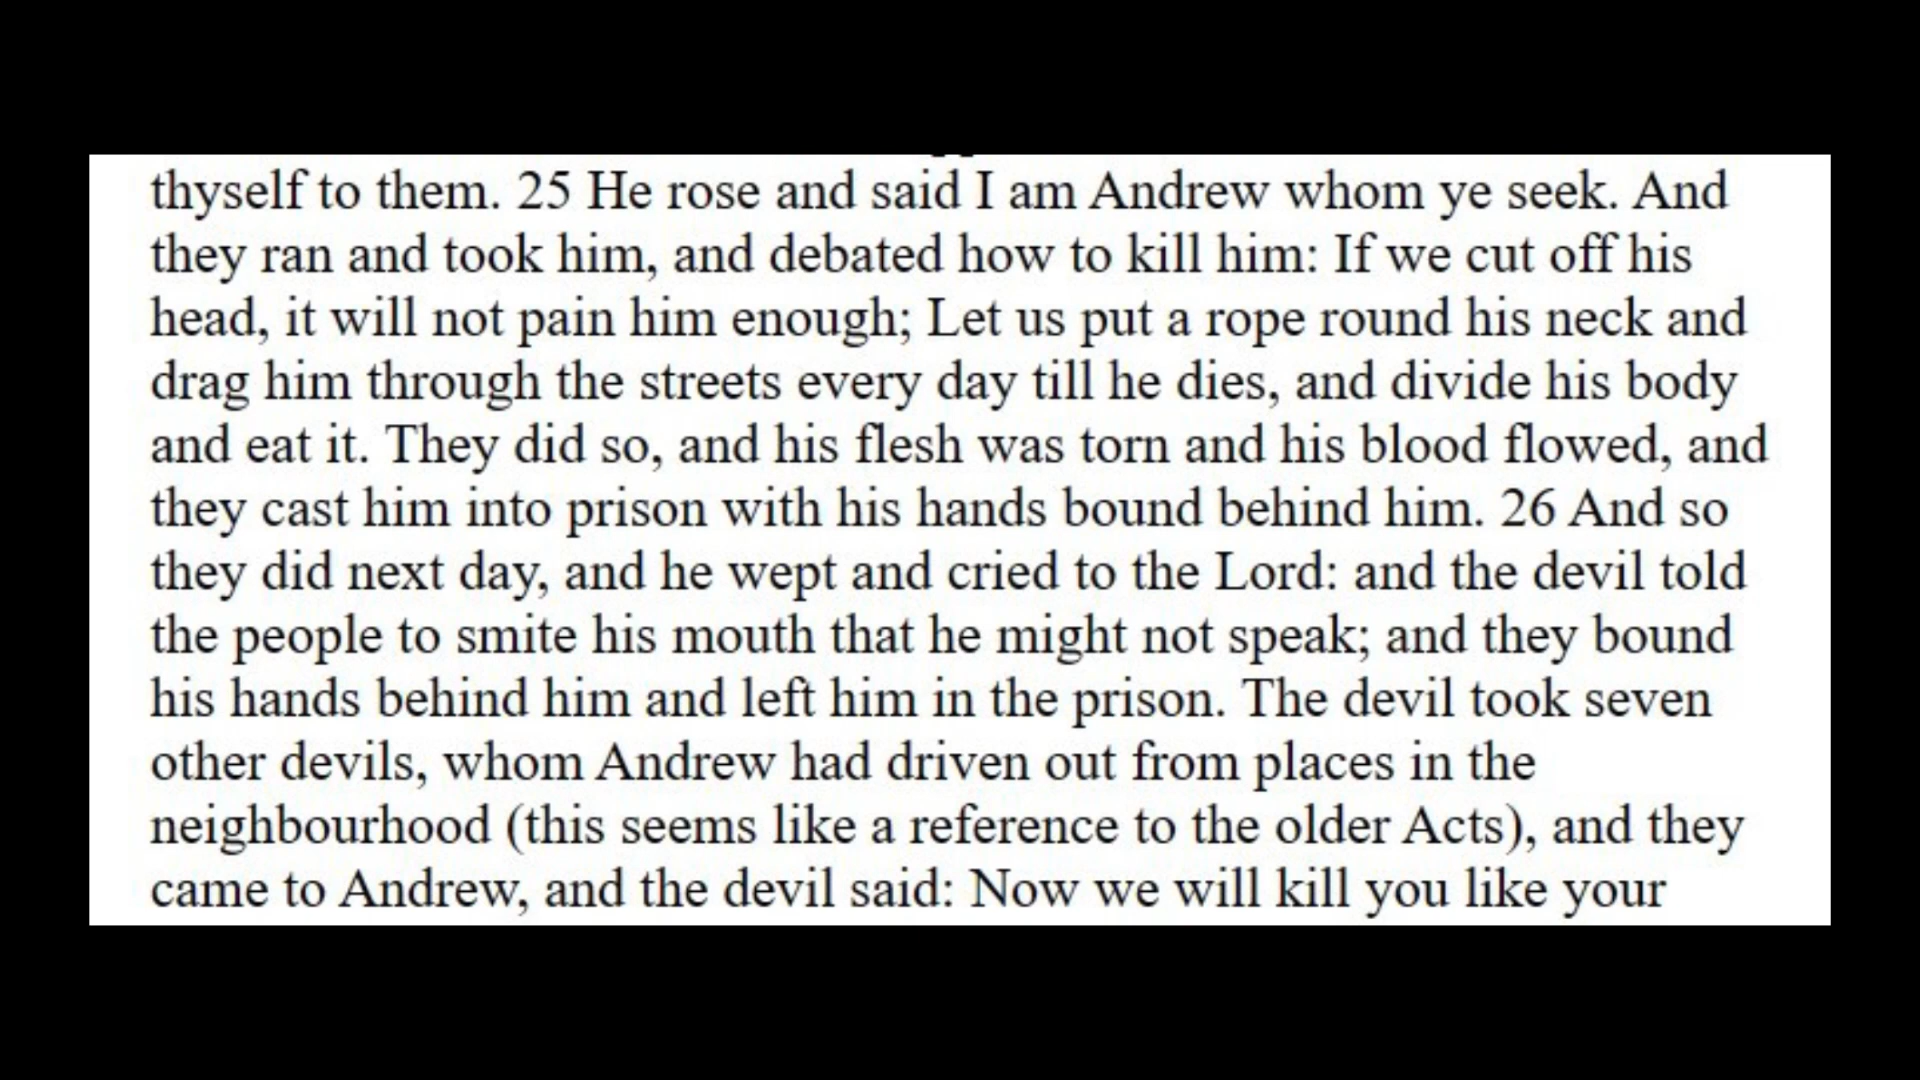 thyself to them. 25 He rose and said I am Andrew whom ye seek. And
they ran and took him, and debated how to kill him: If we cut off his
head, it will not pain him enough; Let us put a rope round his neck and
drag him through the streets every day till he dies, and divide his body
and eat it. They did so, and his flesh was torn and his blood flowed, and
they cast him into prison with his hands bound behind him. 26 And so
they did next day, and he wept and cried to the Lord: and the devil told
the people to smite his mouth that he might not speak; and they bound
his hands behind him and left him in the prison. The devil took seven
other devils, whom Andrew had driven out from places in the
neighbourhood (this seems like a reference to the older Acts), and they
came to Andrew, and the devil said: Now we will kill you like your